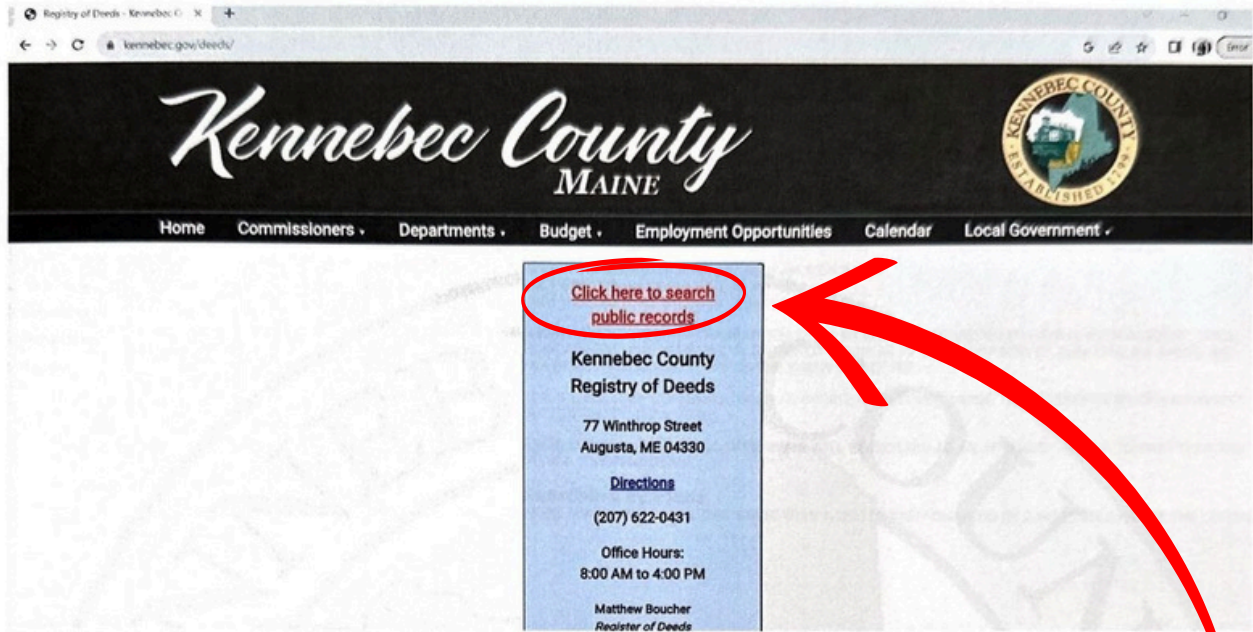 Registry of Deeds - Kennebec C
kennebec.gov/deeds/
Kennebec County
MAINE
KENNEBEC COUNTY
ESTABLISHED 1799
Home Commissioners Departments Budget Employment Opportunities Calendar Local Government
Click here to search
public records
Kennebec County
Registry of Deeds
77 Winthrop Street
Augusta, ME 04330
Directions
(207) 622-0431
Office Hours:
8:00 AM to 4:00 PM
Matthew Boucher
Register of Deeds
COUN